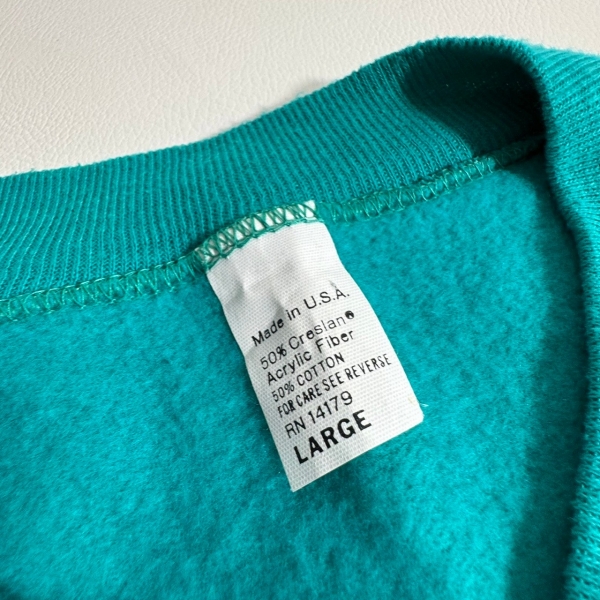 Made in U.S.A.
50% Creslan®
Acrylic Fiber
50% COTTON
FOR CARE SEE REVERSE
RN 14179
LARGE